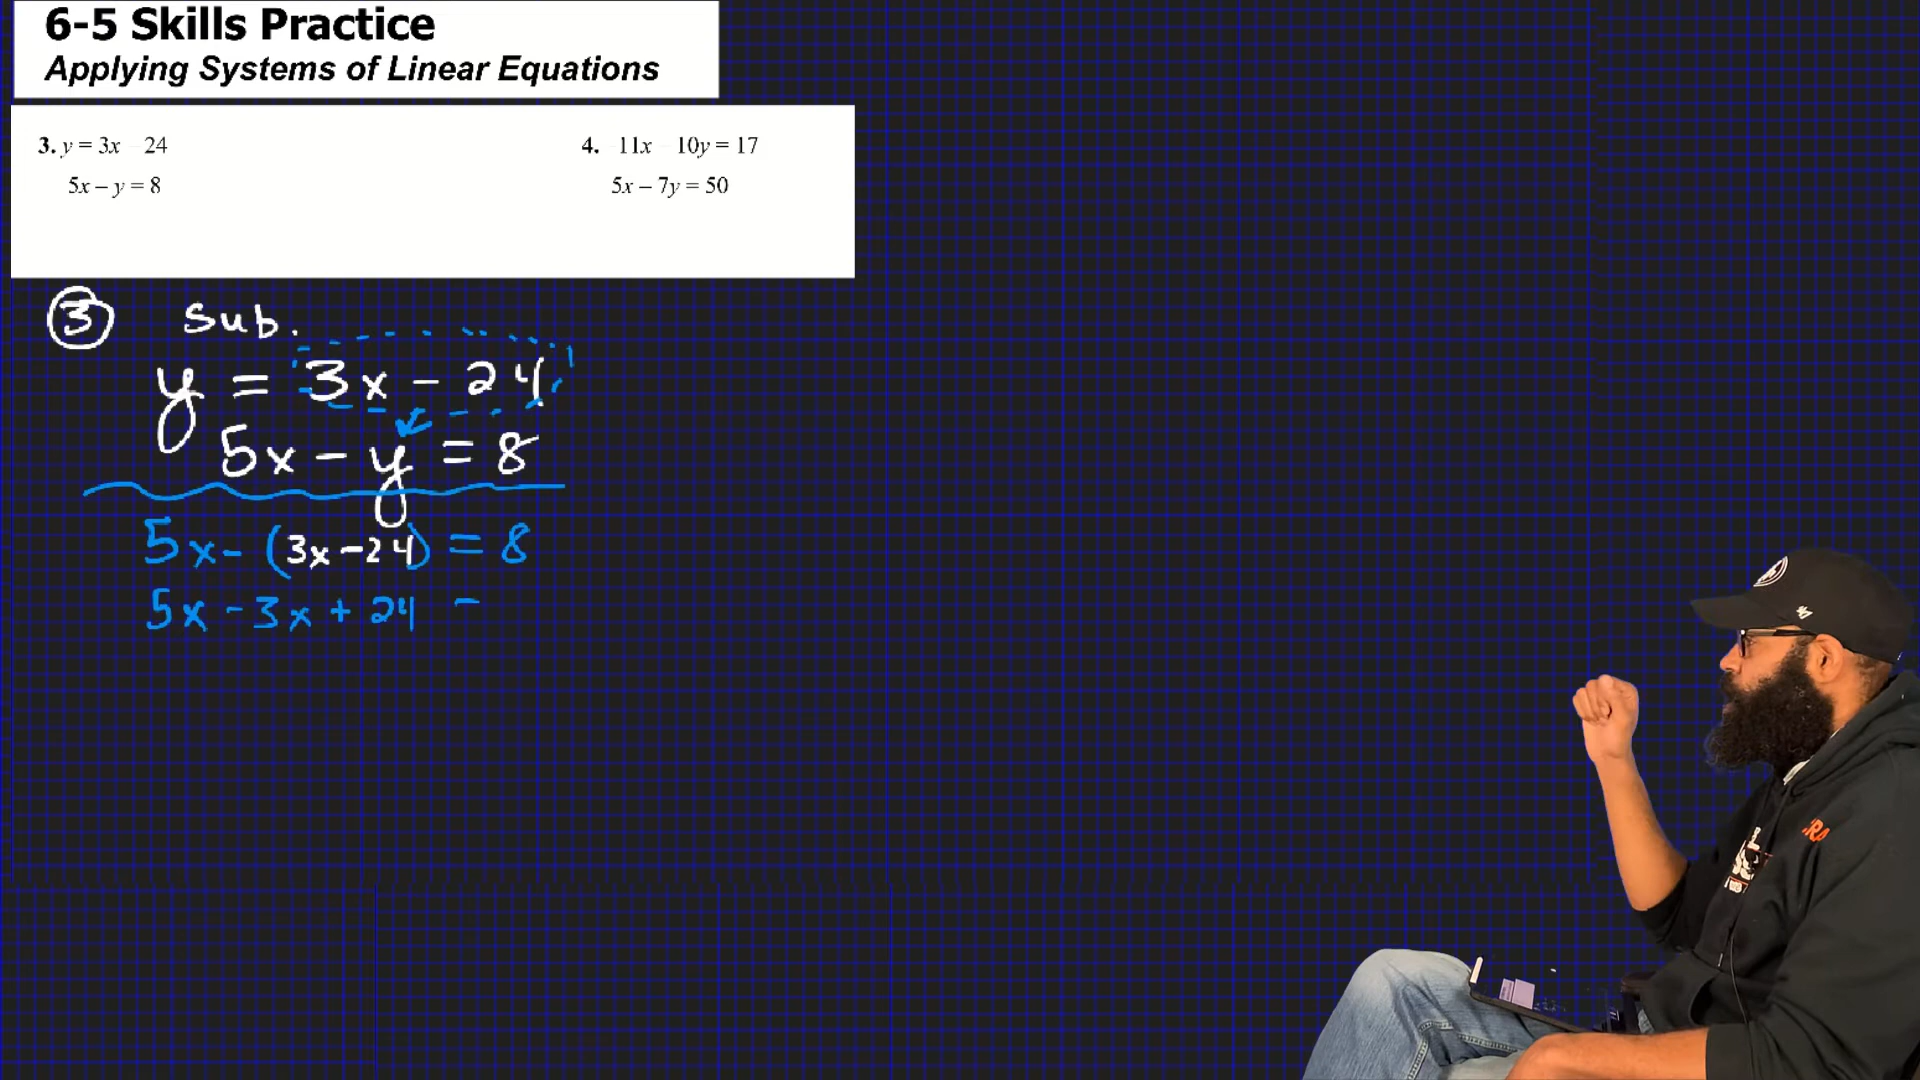 6-5 Skills Practice
Applying Systems of Linear Equations
3. y = 3x 24
4. 11x 10y = 17
5x – y = 8
5x – 7y = 50
③ Sub.
y = 3x - 24
5x - y = 8
5x - (3x - 24) = 8
5x - 3x + 24 -